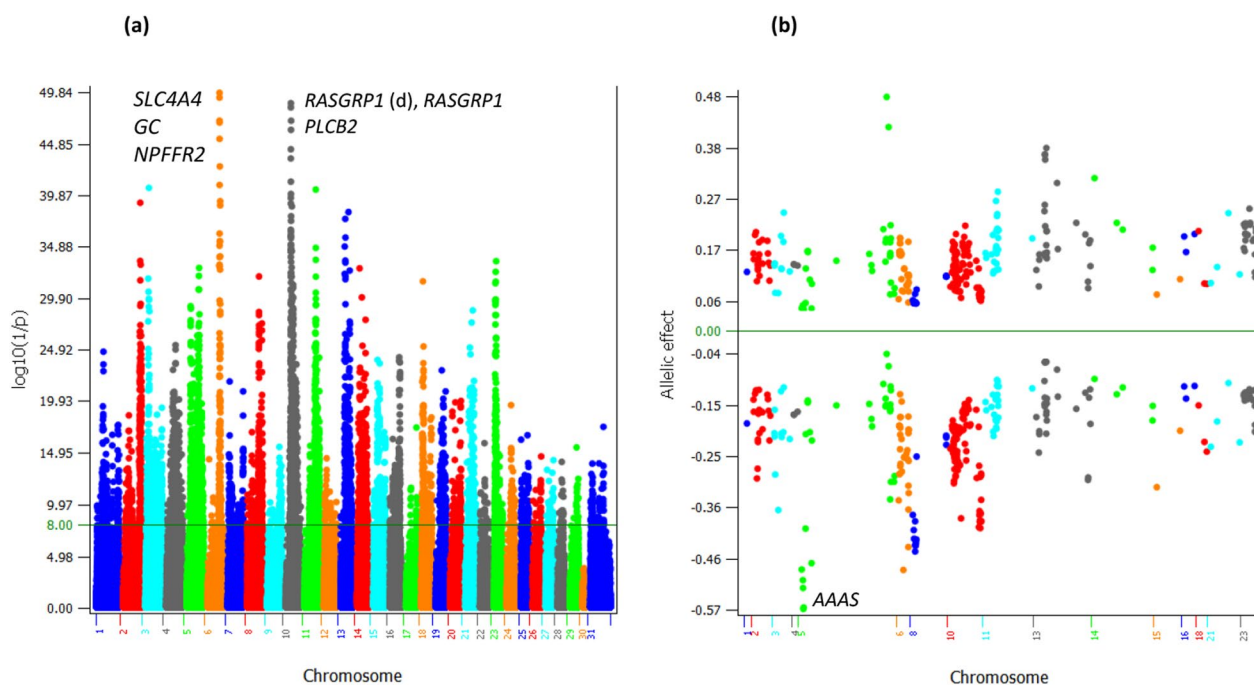 (a)
log10(1/p)
49.84
44.85
39.87
34.88
29.90
24.92
19.93
14.95
9.97
8.00
4.98
0.00
SLC4A4
GC
NPFFR2
RASGRP1 (d), RASGRP1
PLCB2
1 2 3 4 5 6 7 8 9 10 11 12 13 14 15 16 17 18 19 20 21 22 23 24 25 26 27 28 29 30 31
Chromosome
(b)
Allelic effect
0.48
0.38
0.27
0.17
0.06
0.00
-0.04
-0.15
-0.25
-0.36
-0.46
-0.57
AAAS
1 2 3 4 5 6 8 10 11 13 14 15 16 18 21 23
Chromosome